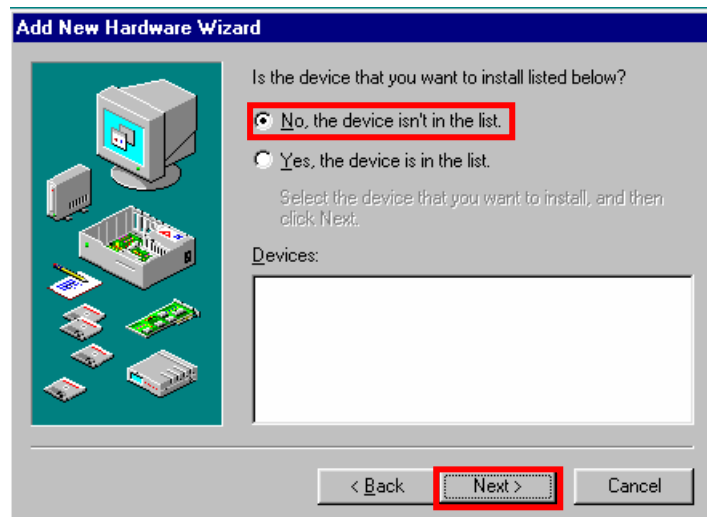 Add New Hardware Wizard
Is the device that you want to install listed below?
No, the device isn't in the list.
Yes, the device is in the list.
Select the device that you want to install, and then
click Next.
Devices:
< Back
Next >
Cancel